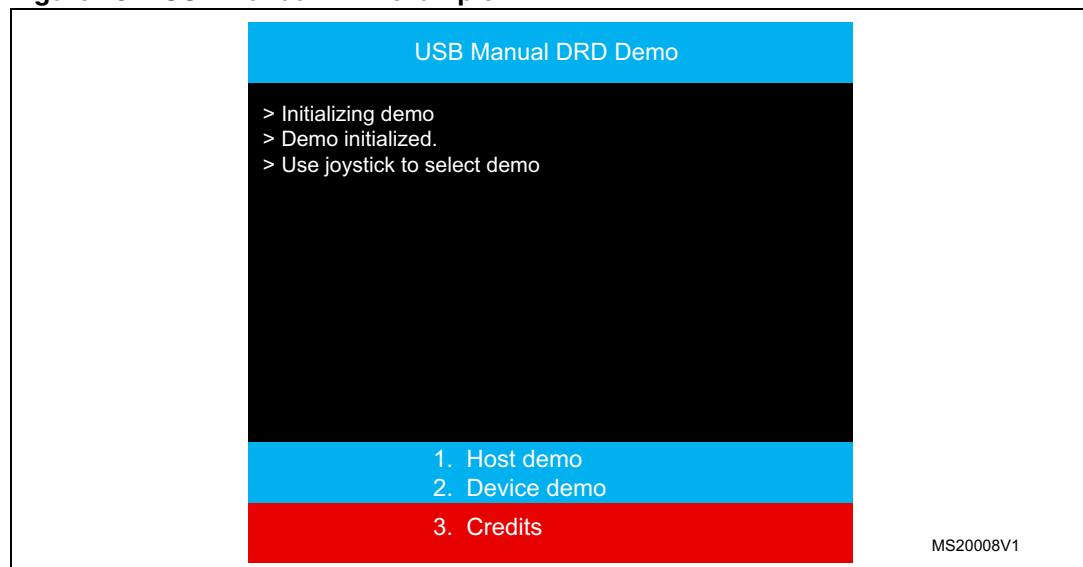 USB Manual DRD Demo
> Initializing demo
> Demo initialized.
> Use joystick to select demo
1. Host demo
2. Device demo
3. Credits
MS20008V1